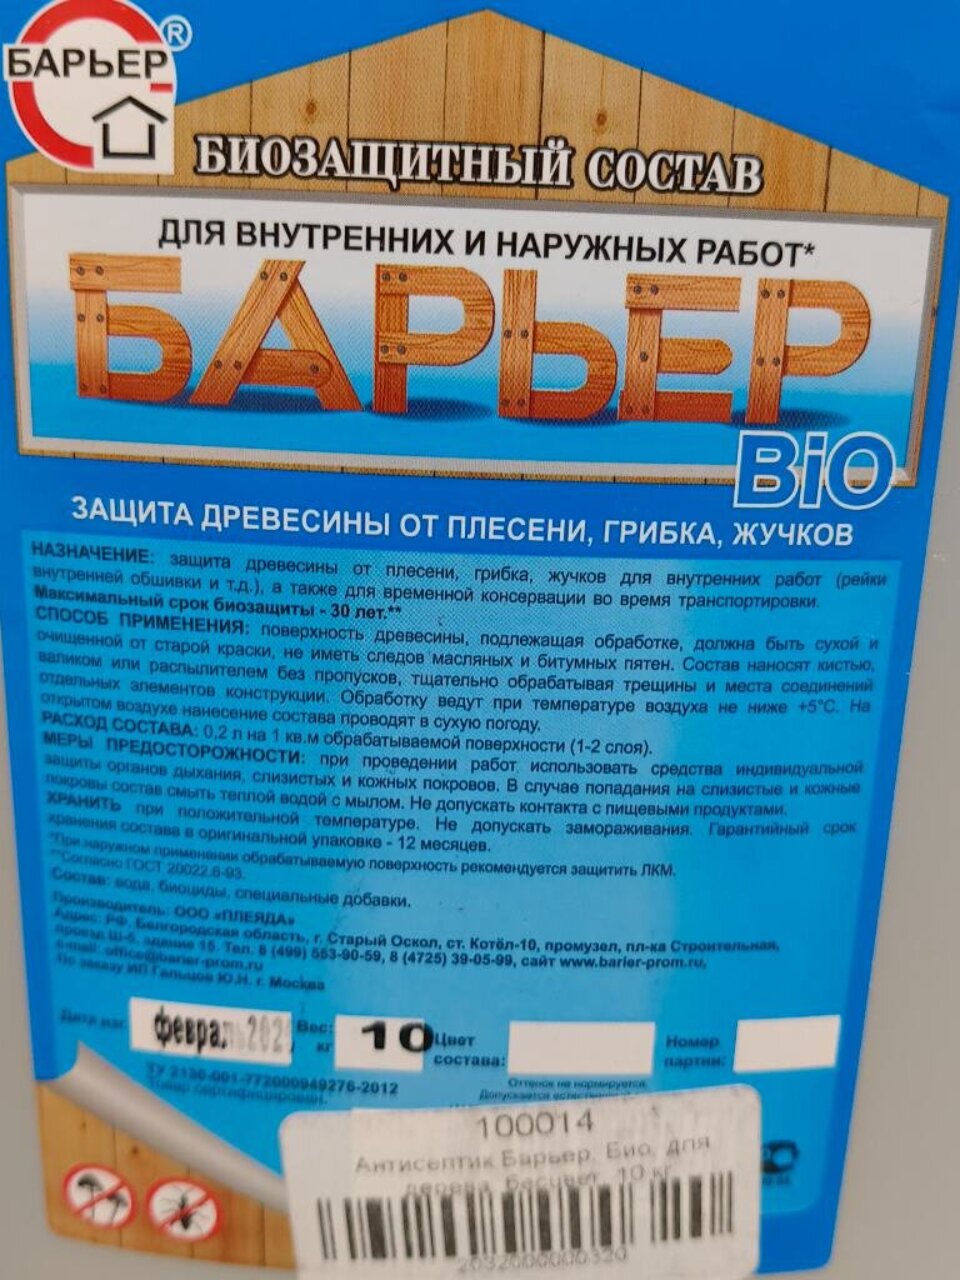 БАРЬЕР ®
БИОЗАЩИТНЫЙ СОСТАВ
ДЛЯ ВНУТРЕННИХ И НАРУЖНЫХ РАБОТ*
БАРЬЕР
BiO
ЗАЩИТА ДРЕВЕСИНЫ ОТ ПЛЕСЕНИ, ГРИБКА, ЖУЧКОВ
НАЗНАЧЕНИЕ: защита древесины от плесени, грибка, жучков для внутренних работ (рейки
внутренней обшивки и т.д.), а также для временной консервации во время транспортировки.
Максимальный срок биозащиты - 30 лет.**
СПОСОБ ПРИМЕНЕНИЯ: поверхность древесины, подлежащая обработке, должна быть сухой и
очищенной от старой краски, не иметь следов масляных и битумных пятен. Состав наносят кистью,
валиком или распылителем без пропусков, тщательно обрабатывая трещины и места соединений
отдельных элементов конструкции. Обработку ведут при температуре воздуха не ниже +5°С. На
открытом воздухе нанесение состава проводят в сухую погоду.
РАСХОД СОСТАВА: 0,2 л на 1 кв.м обрабатываемой поверхности (1-2 слоя).
МЕРЫ ПРЕДОСТОРОЖНОСТИ: при проведении работ использовать средства индивидуальной
защиты органов дыхания, слизистых и кожных покровов. В случае попадания на слизистые и кожные
покровы состав смыть теплой водой с мылом. Не допускать контакта с пищевыми продуктами.
ХРАНИТЬ при положительной температуре. Не допускать замораживания. Гарантийный срок
хранения состава в оригинальной упаковке - 12 месяцев.
*При наружном применении обрабатываемую поверхность рекомендуется защитить ЛКМ.
**Согласно ГОСТ 20022.6-93.
Состав: вода, биоциды, специальные добавки.
Производитель: ООО «ПЛЕЯДА»
Адрес: РФ, Белгородская область, г. Старый Оскол, ст. Котёл-10, промузел, пл-ка Строительная,
проезд Ш-6, здание 15. Тел. 8 (499) 553-90-59, 8 (4725) 39-05-99, сайт www.barier-prom.ru,
e-mail: office@barier-prom.ru
По заказу ИП Гальцов Ю.Н. г. Москва
Дата изг. Вес: 10 кг Цвет состава: Номер партии:
ТУ 2130-001-772000949276-2012
Товар сертифицирован.
Оттенок не нормируется.
Допускается
100014
Антисептик Барьер, Био, для
дерева, бесцвет, 10 кг
2032000000320